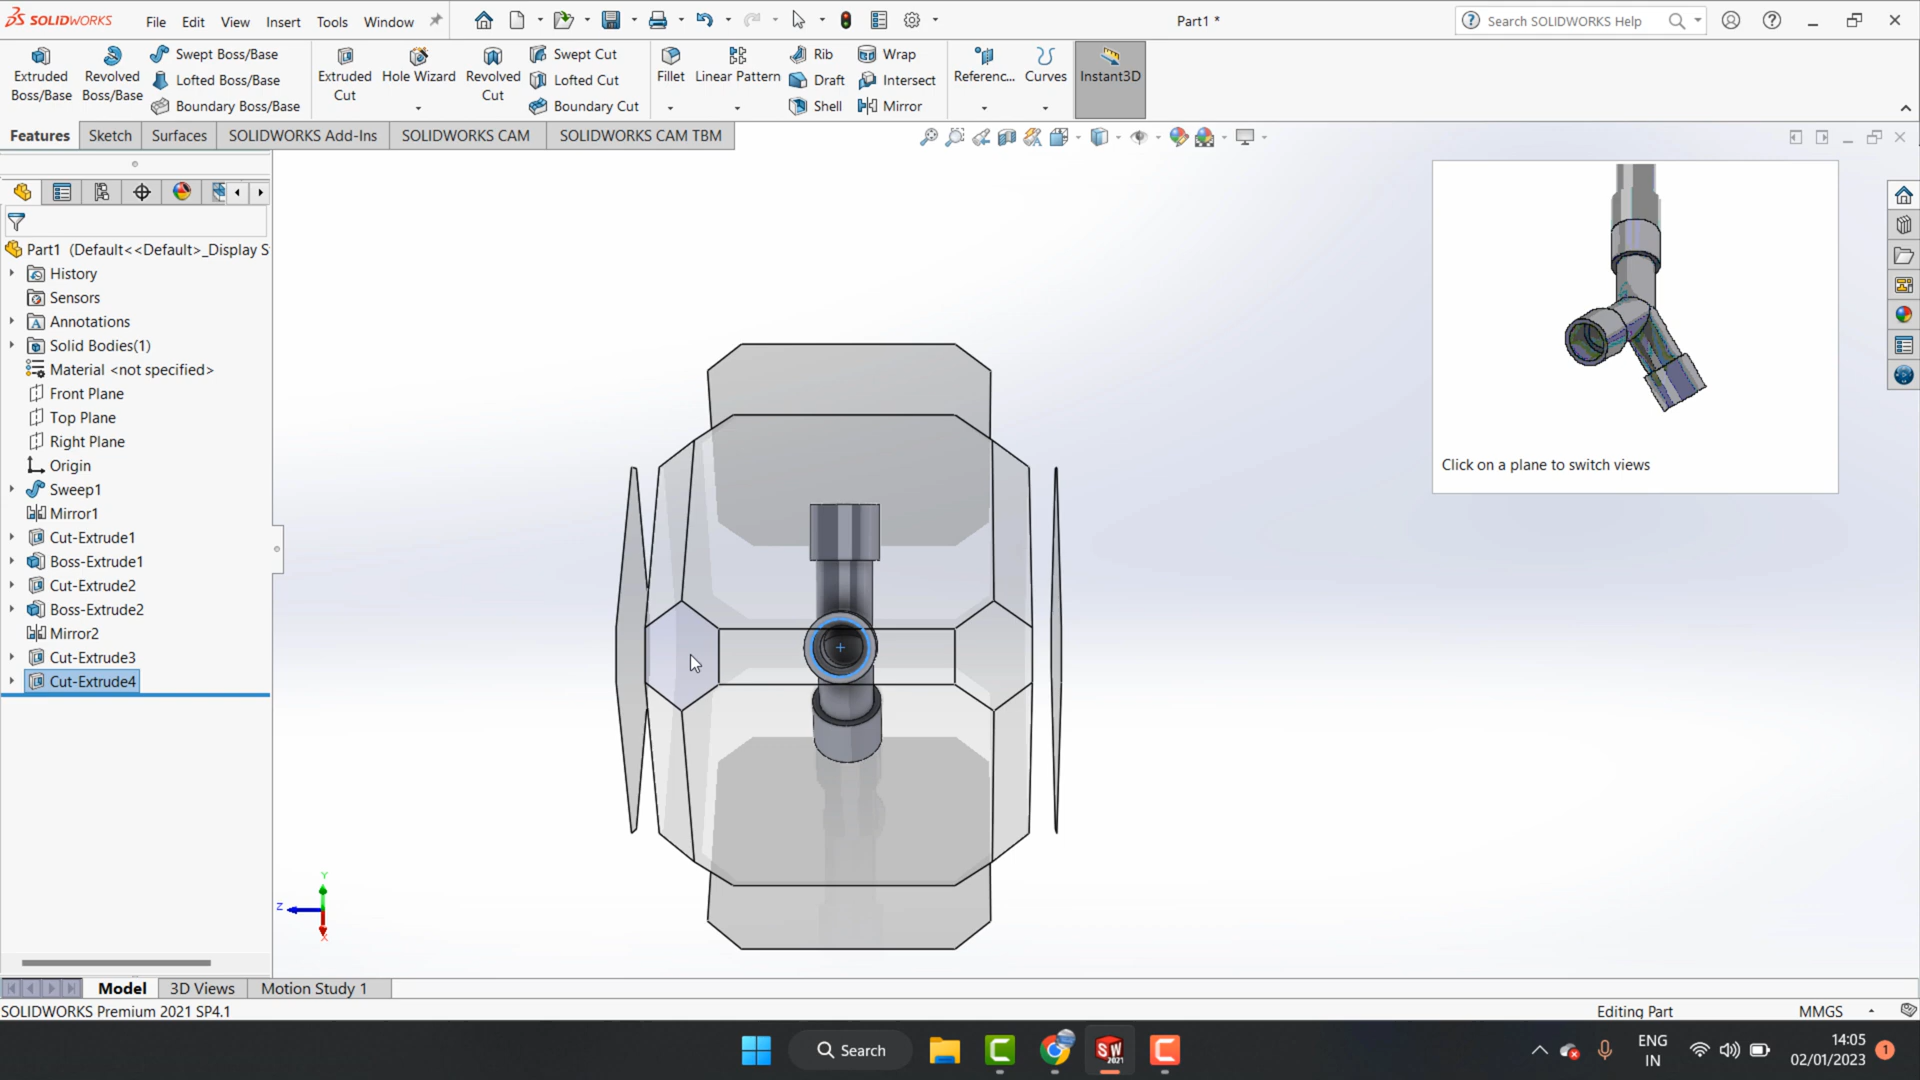 SOLIDWORKS File Edit View Insert Tools Window Part1 * Search SOLIDWORKS Help
Extruded Boss/Base
Revolved Boss/Base
Swept Boss/Base
Lofted Boss/Base
Boundary Boss/Base
Extruded Cut
Hole Wizard
Revolved Cut
Swept Cut
Lofted Cut
Boundary Cut
Fillet
Linear Pattern
Rib
Draft
Shell
Wrap
Intersect
Mirror
Referenc...
Curves
Instant3D
Features Sketch Surfaces SOLIDWORKS Add-Ins SOLIDWORKS CAM SOLIDWORKS CAM TBM
Part1 (Default<<Default>_Display S
History
Sensors
Annotations
Solid Bodies(1)
Material <not specified>
Front Plane
Top Plane
Right Plane
Origin
Sweep1
Mirror1
Cut-Extrude1
Boss-Extrude1
Cut-Extrude2
Boss-Extrude2
Mirror2
Cut-Extrude3
Cut-Extrude4
Click on a plane to switch views
Y
Z
X
Model 3D Views Motion Study 1
SOLIDWORKS Premium 2021 SP4.1 Editing Part MMGS
Search
SW
2021
ENG
IN
14:05
02/01/2023
1